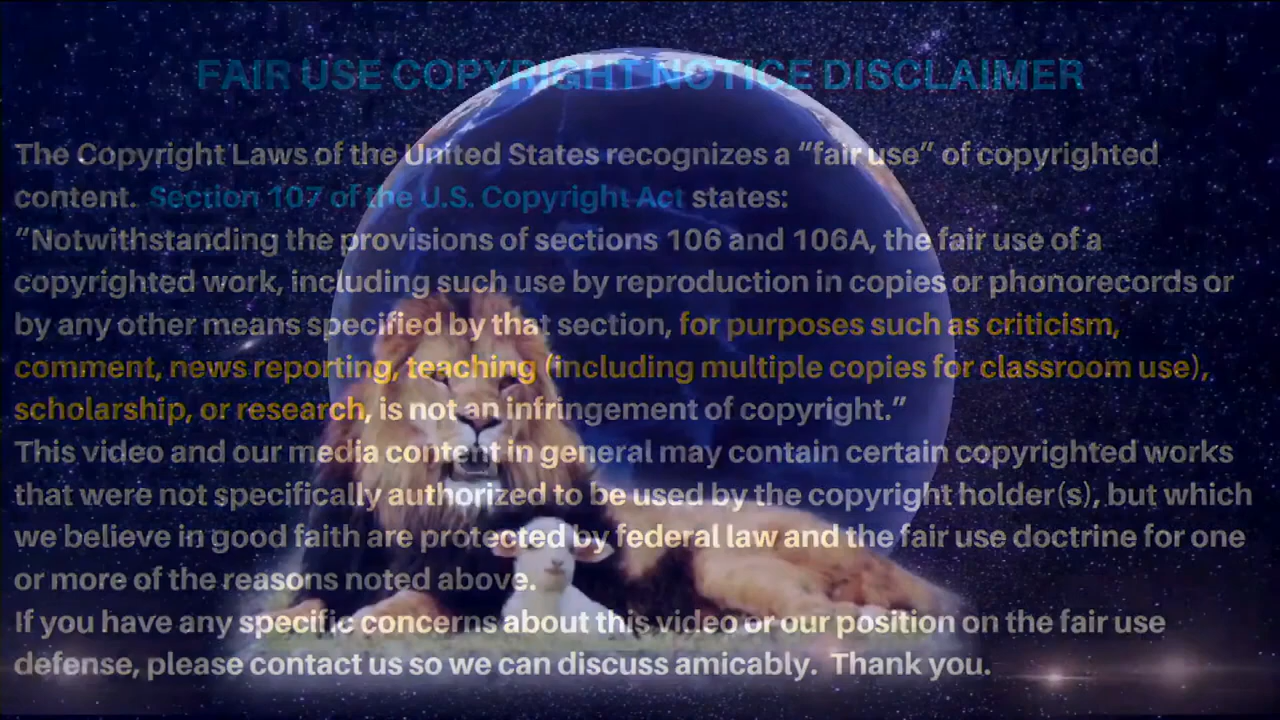 FAIR USE COPYRIGHT NOTICE DISCLAIMER
The Copyright Laws of the United States recognizes a “fair use” of copyrighted
content. Section 107 of the U.S. Copyright Act states:
“Notwithstanding the provisions of sections 106 and 106A, the fair use of a
copyrighted work, including such use by reproduction in copies or phonorecords or
by any other means specified by that section, for purposes such as criticism,
comment, news reporting, teaching (including multiple copies for classroom use),
scholarship, or research, is not an infringement of copyright.”
This video and our media content in general may contain certain copyrighted works
that were not specifically authorized to be used by the copyright holder(s), but which
we believe in good faith are protected by federal law and the fair use doctrine for one
or more of the reasons noted above.
If you have any specific concerns about this video or our position on the fair use
defense, please contact us so we can discuss amicably. Thank you.